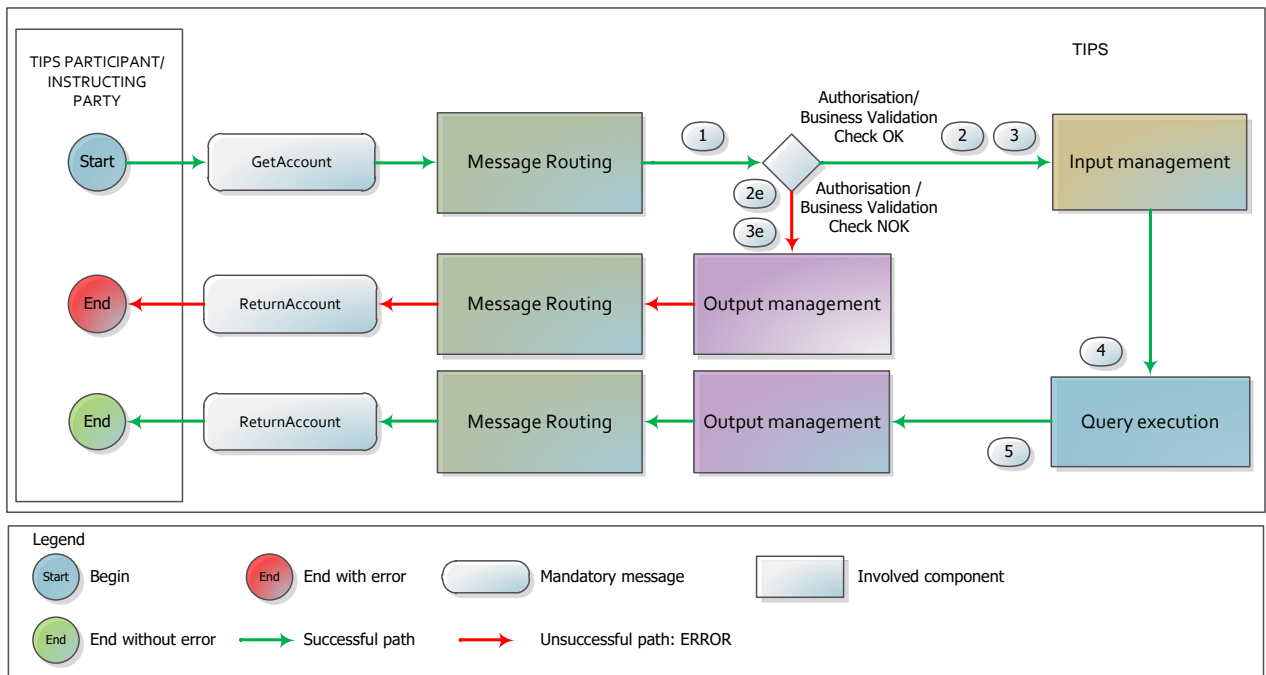 TIPS PARTICIPANT/
INSTRUCTING
PARTY
TIPS
Start
GetAccount
Message Routing
1
Authorisation/
Business Validation
Check OK
2
3
Input management
2e
3e
Authorisation /
Business Validation
Check NOK
End
ReturnAccount
Message Routing
Output management
4
End
ReturnAccount
Message Routing
Output management
5
Query execution
Legend
Start
Begin
End
End with error
Mandatory message
Involved component
End
End without error
Successful path
Unsuccessful path: ERROR